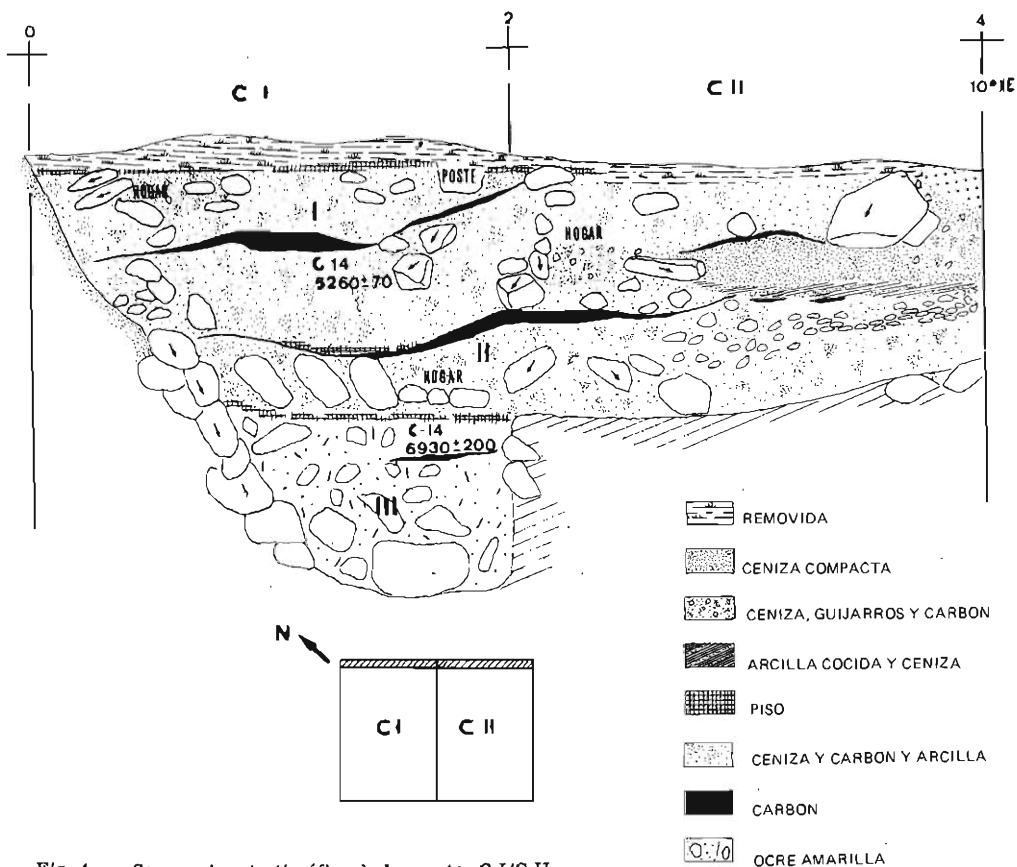 0 2 4
C I C II 10°NE
POSTE
HOGAR
I
HOGAR
C 14
5260±70
II
HOGAR
C-14
6930±200
III
REMOVIDA
CENIZA COMPACTA
CENIZA, GUIJARROS Y CARBON
ARCILLA COCIDA Y CENIZA
PISO
CENIZA Y CARBON Y ARCILLA
CARBON
OCRE AMARILLA
N
C I C II